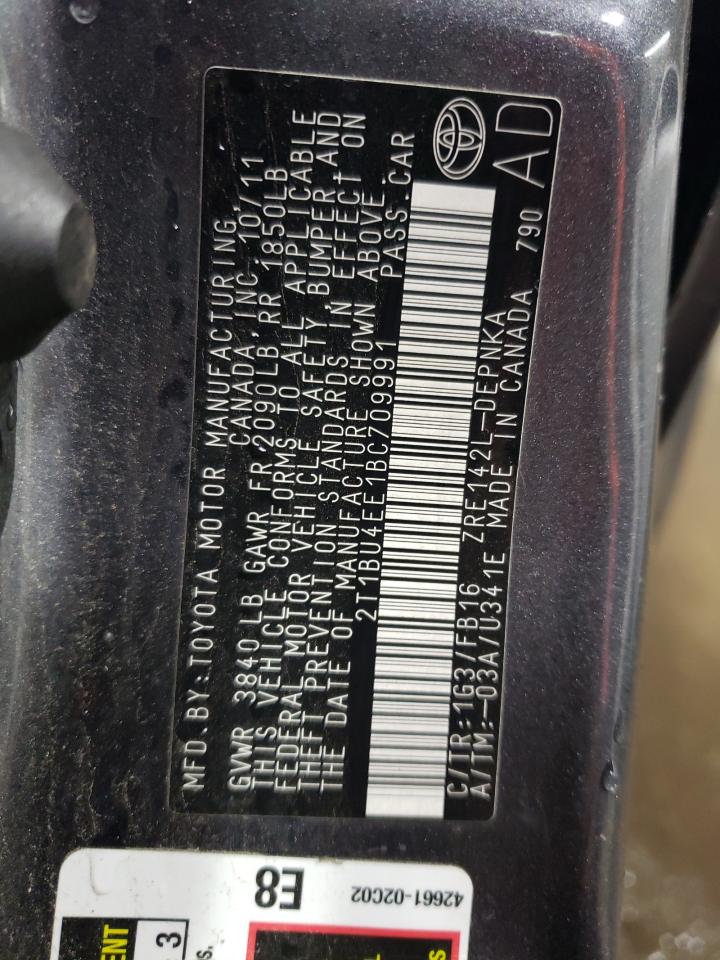 MFD.BY:TOYOTA MOTOR MANUFACTURING
CANADA,INC. 10/11
GVWR 3840 LB GAWR FR 2090LB RR 1850LB
THIS VEHICLE CONFORMS TO ALL APPLICABLE
FEDERAL MOTOR VEHICLE SAFETY, BUMPER AND
THEFT PREVENTION STANDARDS IN EFFECT ON
THE DATE OF MANUFACTURE SHOWN ABOVE.
2T1BU4EE1BC709991 PASS.CAR
C/TR:1G3/FB16 ZRE142L-DEPNKA
A/TM:-03A/U341E MADE IN CANADA 790
AD
E8
42661-02C02
3